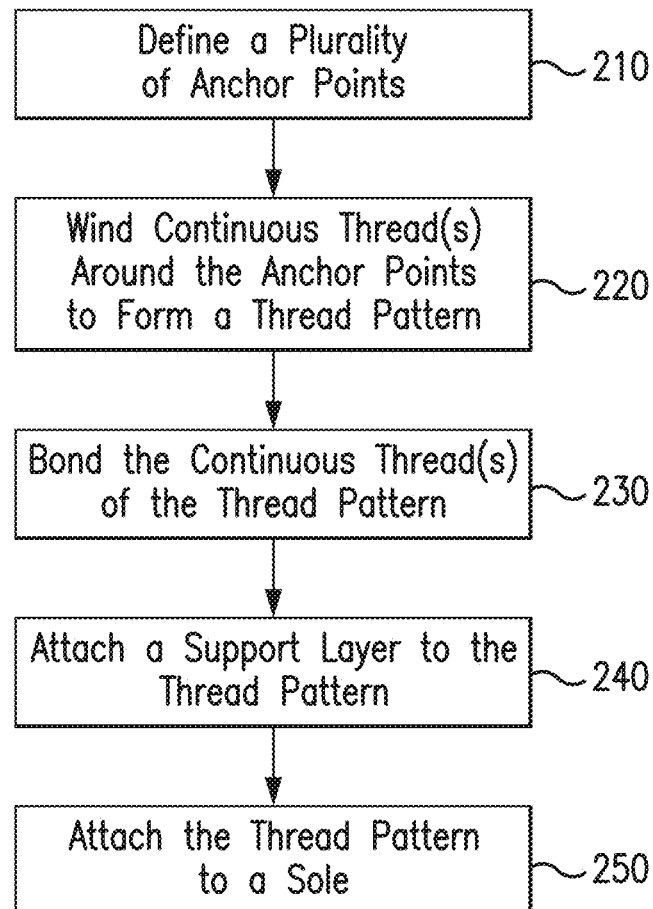 Define a Plurality
of Anchor Points
210
Wind Continuous Thread(s)
Around the Anchor Points
to Form a Thread Pattern
220
Bond the Continuous Thread(s)
of the Thread Pattern
230
Attach a Support Layer to the
Thread Pattern
240
Attach the Thread Pattern
to a Sole
250